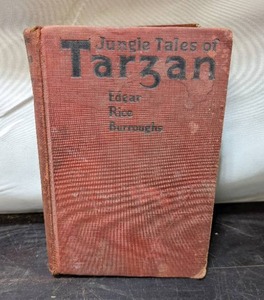 Jungle Tales of
Tarzan
Edgar
Rice
Burroughs